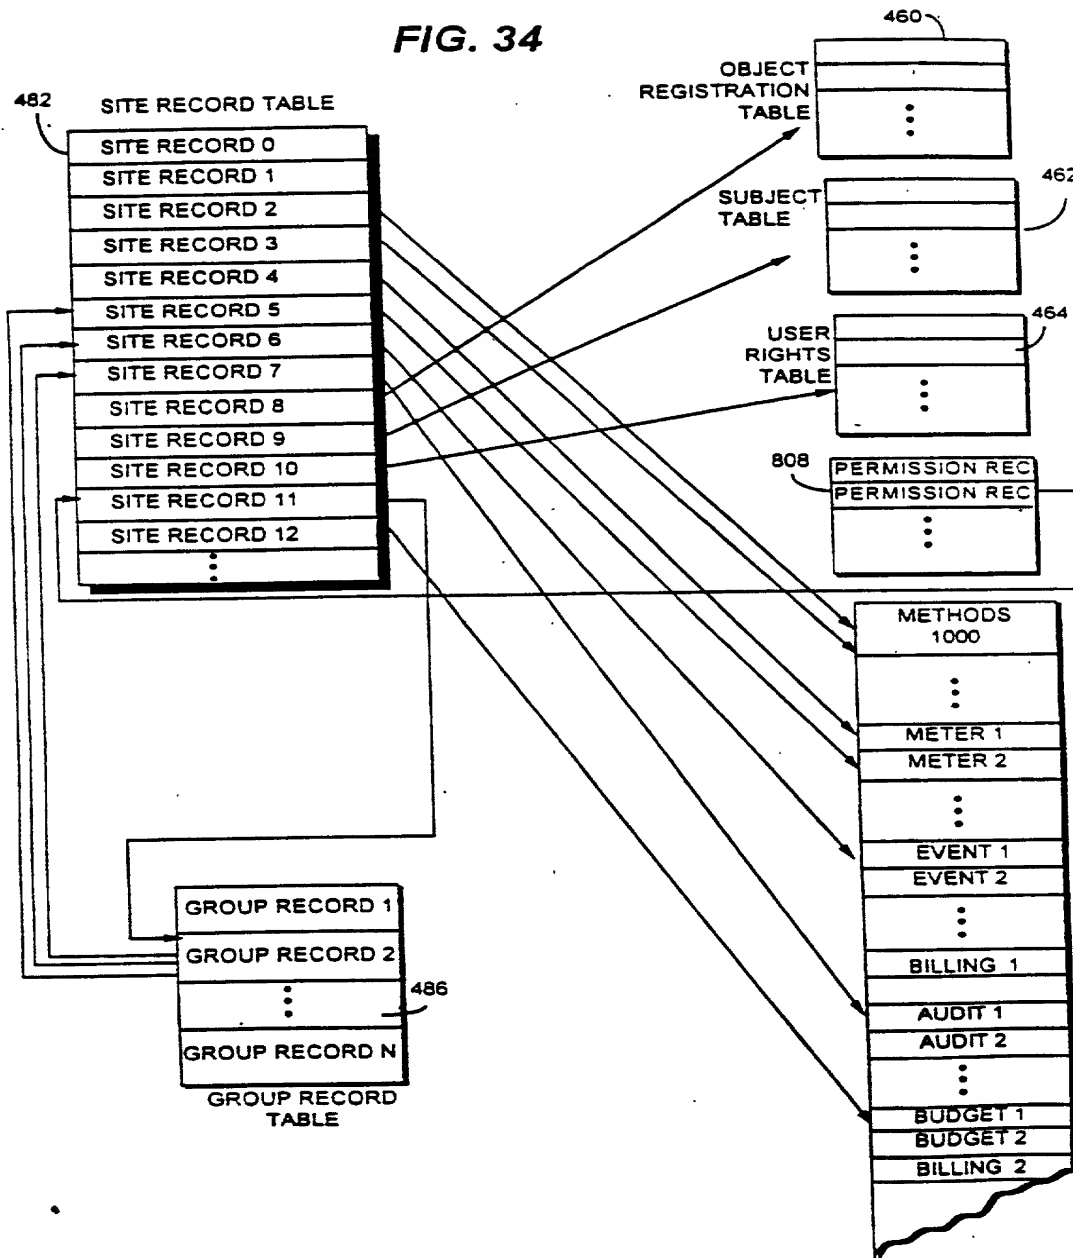 FIG. 34
482
SITE RECORD TABLE
SITE RECORD 0
SITE RECORD 1
SITE RECORD 2
SITE RECORD 3
SITE RECORD 4
SITE RECORD 5
SITE RECORD 6
SITE RECORD 7
SITE RECORD 8
SITE RECORD 9
SITE RECORD 10
SITE RECORD 11
SITE RECORD 12
460
OBJECT
REGISTRATION
TABLE
462
SUBJECT
TABLE
464
USER
RIGHTS
TABLE
808
PERMISSION REC
PERMISSION REC
METHODS
1000
METER 1
METER 2
EVENT 1
EVENT 2
BILLING 1
AUDIT 1
AUDIT 2
BUDGET 1
BUDGET 2
BILLING 2
GROUP RECORD 1
GROUP RECORD 2
486
GROUP RECORD N
GROUP RECORD
TABLE